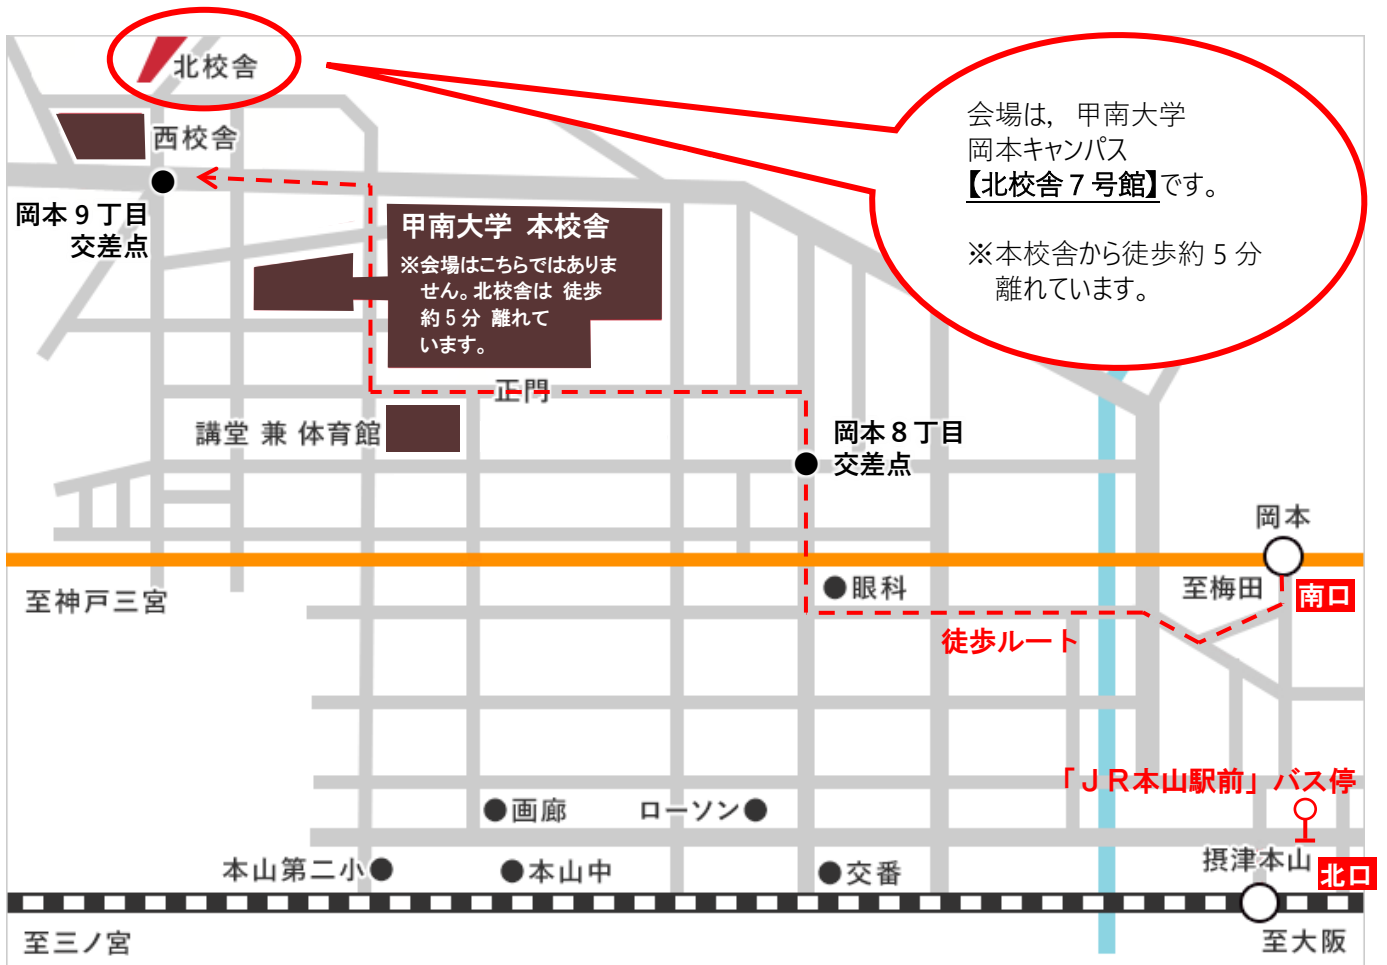 北校舎
会場は， 甲南大学
岡本キャンパス
【北校舎７号館】です。
※本校舎から徒歩約 5 分
離れています。
西校舎
岡本９丁目
交差点
甲南大学 本校舎
※会場はこちらではありま
せん。北校舎は 徒歩
約５分 離れて
います。
正門
講堂 兼 体育館
岡本８丁目
交差点
岡本
至神戸三宮
眼科
至梅田
南口
徒歩ルート
「ＪＲ本山駅前」バス停
画廊
ローソン
本山第二小
本山中
交番
摂津本山
北口
至三ノ宮
至大阪